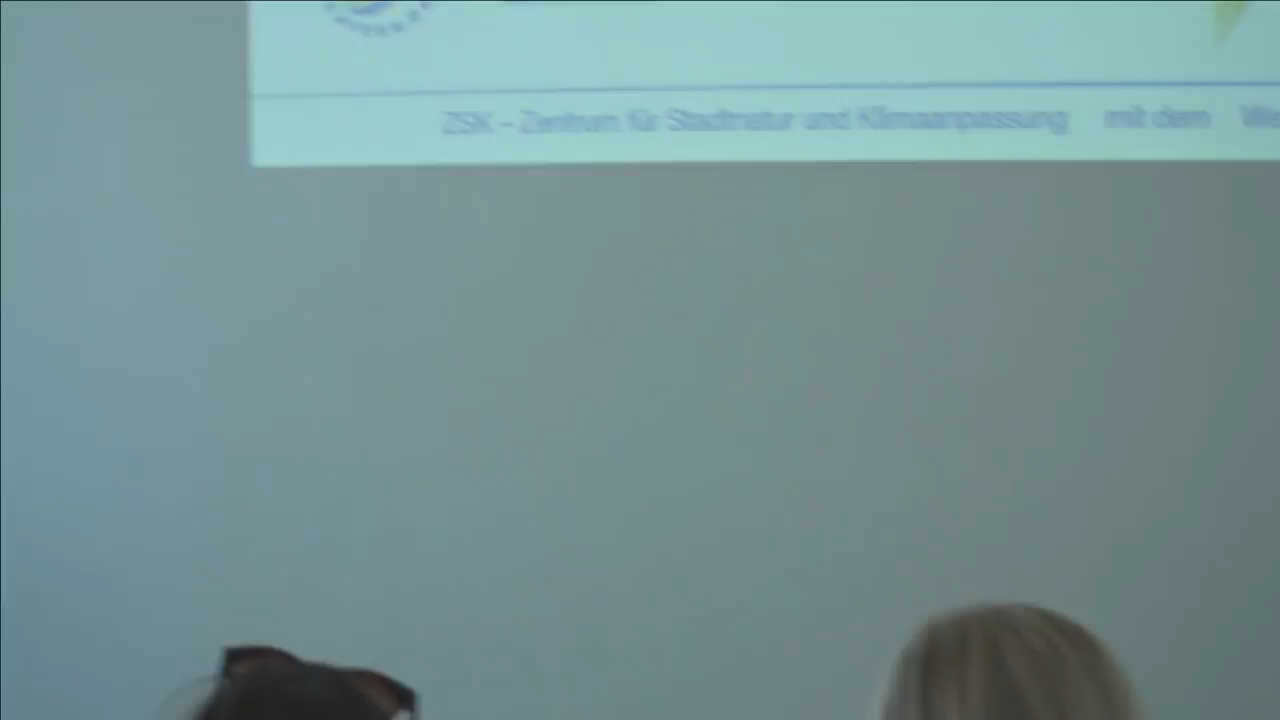 ZSK – Zentrum für Stadtnatur und Klimaanpassung mit dem